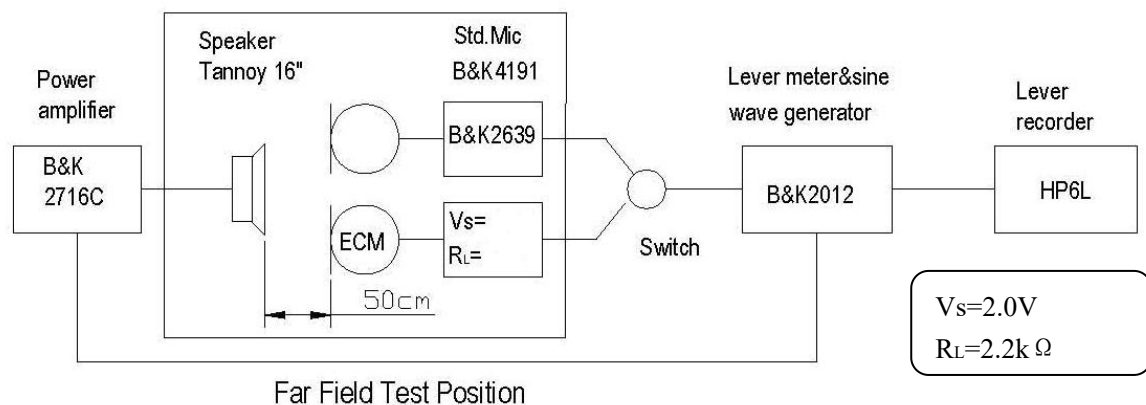 Speaker
Tannoy 16"
Std.Mic
B&K4191
Power
amplifier
Lever meter&sine
wave generator
Lever
recorder
B&K
2716C
B&K2639
B&K2012
HP6L
ECM
Vs=
RL=
Switch
50cm
Vs=2.0V
RL=2.2k Ω
Far Field Test Position